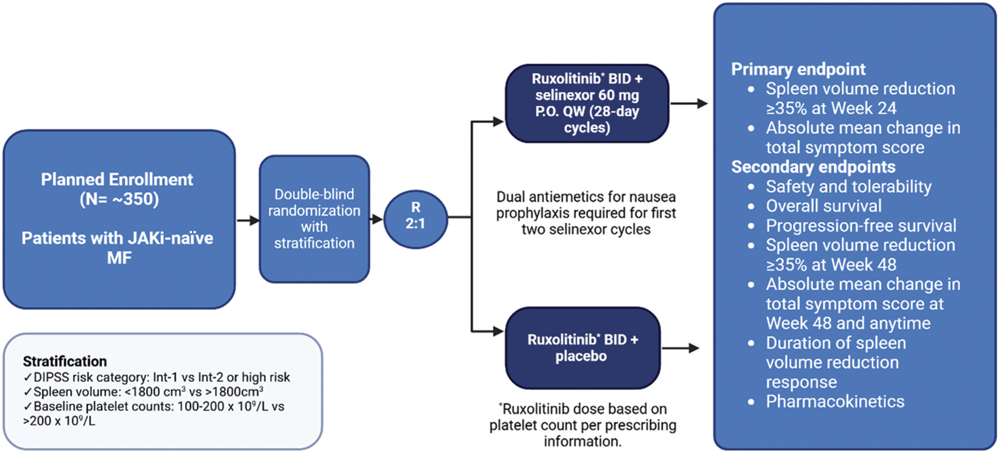 Planned Enrollment
(N= ~350)
Patients with JAKi-naïve
MF
Double-blind
randomization
with
stratification
R
2:1
Ruxolitinib* BID +
selinexor 60 mg
P.O. QW (28-day
cycles)
Dual antiemetics for nausea
prophylaxis required for first
two selinexor cycles
Ruxolitinib* BID +
placebo
*Ruxolitinib dose based on
platelet count per prescribing
information.
Stratification
✓DIPSS risk category: Int-1 vs Int-2 or high risk
✓Spleen volume: <1800 cm³ vs >1800cm³
✓Baseline platelet counts: 100-200 x 10⁹/L vs
>200 x 10⁹/L
Primary endpoint
• Spleen volume reduction
≥35% at Week 24
• Absolute mean change in
total symptom score
Secondary endpoints
• Safety and tolerability
• Overall survival
• Progression-free survival
• Spleen volume reduction
≥35% at Week 48
• Absolute mean change in
total symptom score at
Week 48 and anytime
• Duration of spleen
volume reduction
response
• Pharmacokinetics